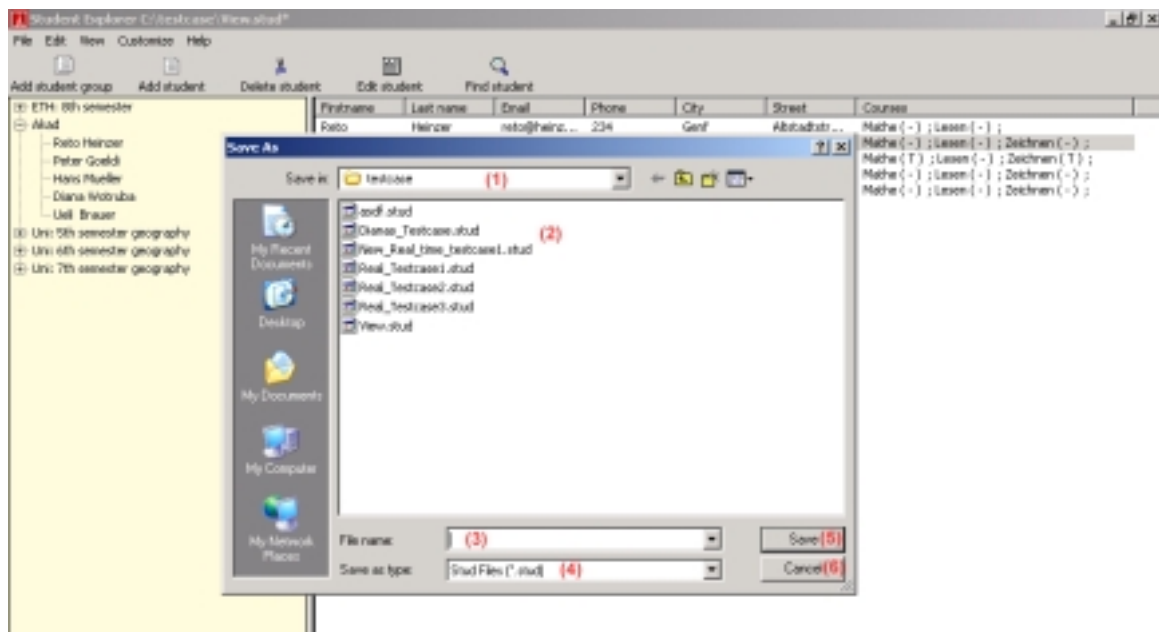 Student Explorer C:\testcase\View.stud*
File Edit View Customize Help
Add student group Add student Delete student Edit student Find student
ETH: 8th semester
Akad
Reto Heinzer
Peter Goeldi
Hans Mueller
Diana Wotruba
Ueli Brauer
Uni: 5th semester geography
Uni: 6th semester geography
Uni: 7th semester geography
Firstname Last name Email Phone City Street Courses
Reto Heinzer reto@heinz... 234 Genf Altstadtstr... Mathe ( - ) ; Lesen ( - ) ;
Mathe ( - ) ; Lesen ( - ) ; Zeichnen ( - ) ;
Mathe ( T ) ; Lesen ( - ) ; Zeichnen ( T ) ;
Mathe ( - ) ; Lesen ( - ) ; Zeichnen ( - ) ;
Mathe ( - ) ; Lesen ( - ) ; Zeichnen ( - ) ;
Save As
Save in: testcase (1)
My Recent Documents
Desktop
My Documents
My Computer
My Network Places
asdf.stud
Dianas_Testcase.stud (2)
New_Real_time_testcase1.stud
Real_Testcase1.stud
Real_Testcase2.stud
Real_Testcase3.stud
View.stud
File name: (3) Save (5)
Save as type: Stud Files (*.stud) (4) Cancel (6)